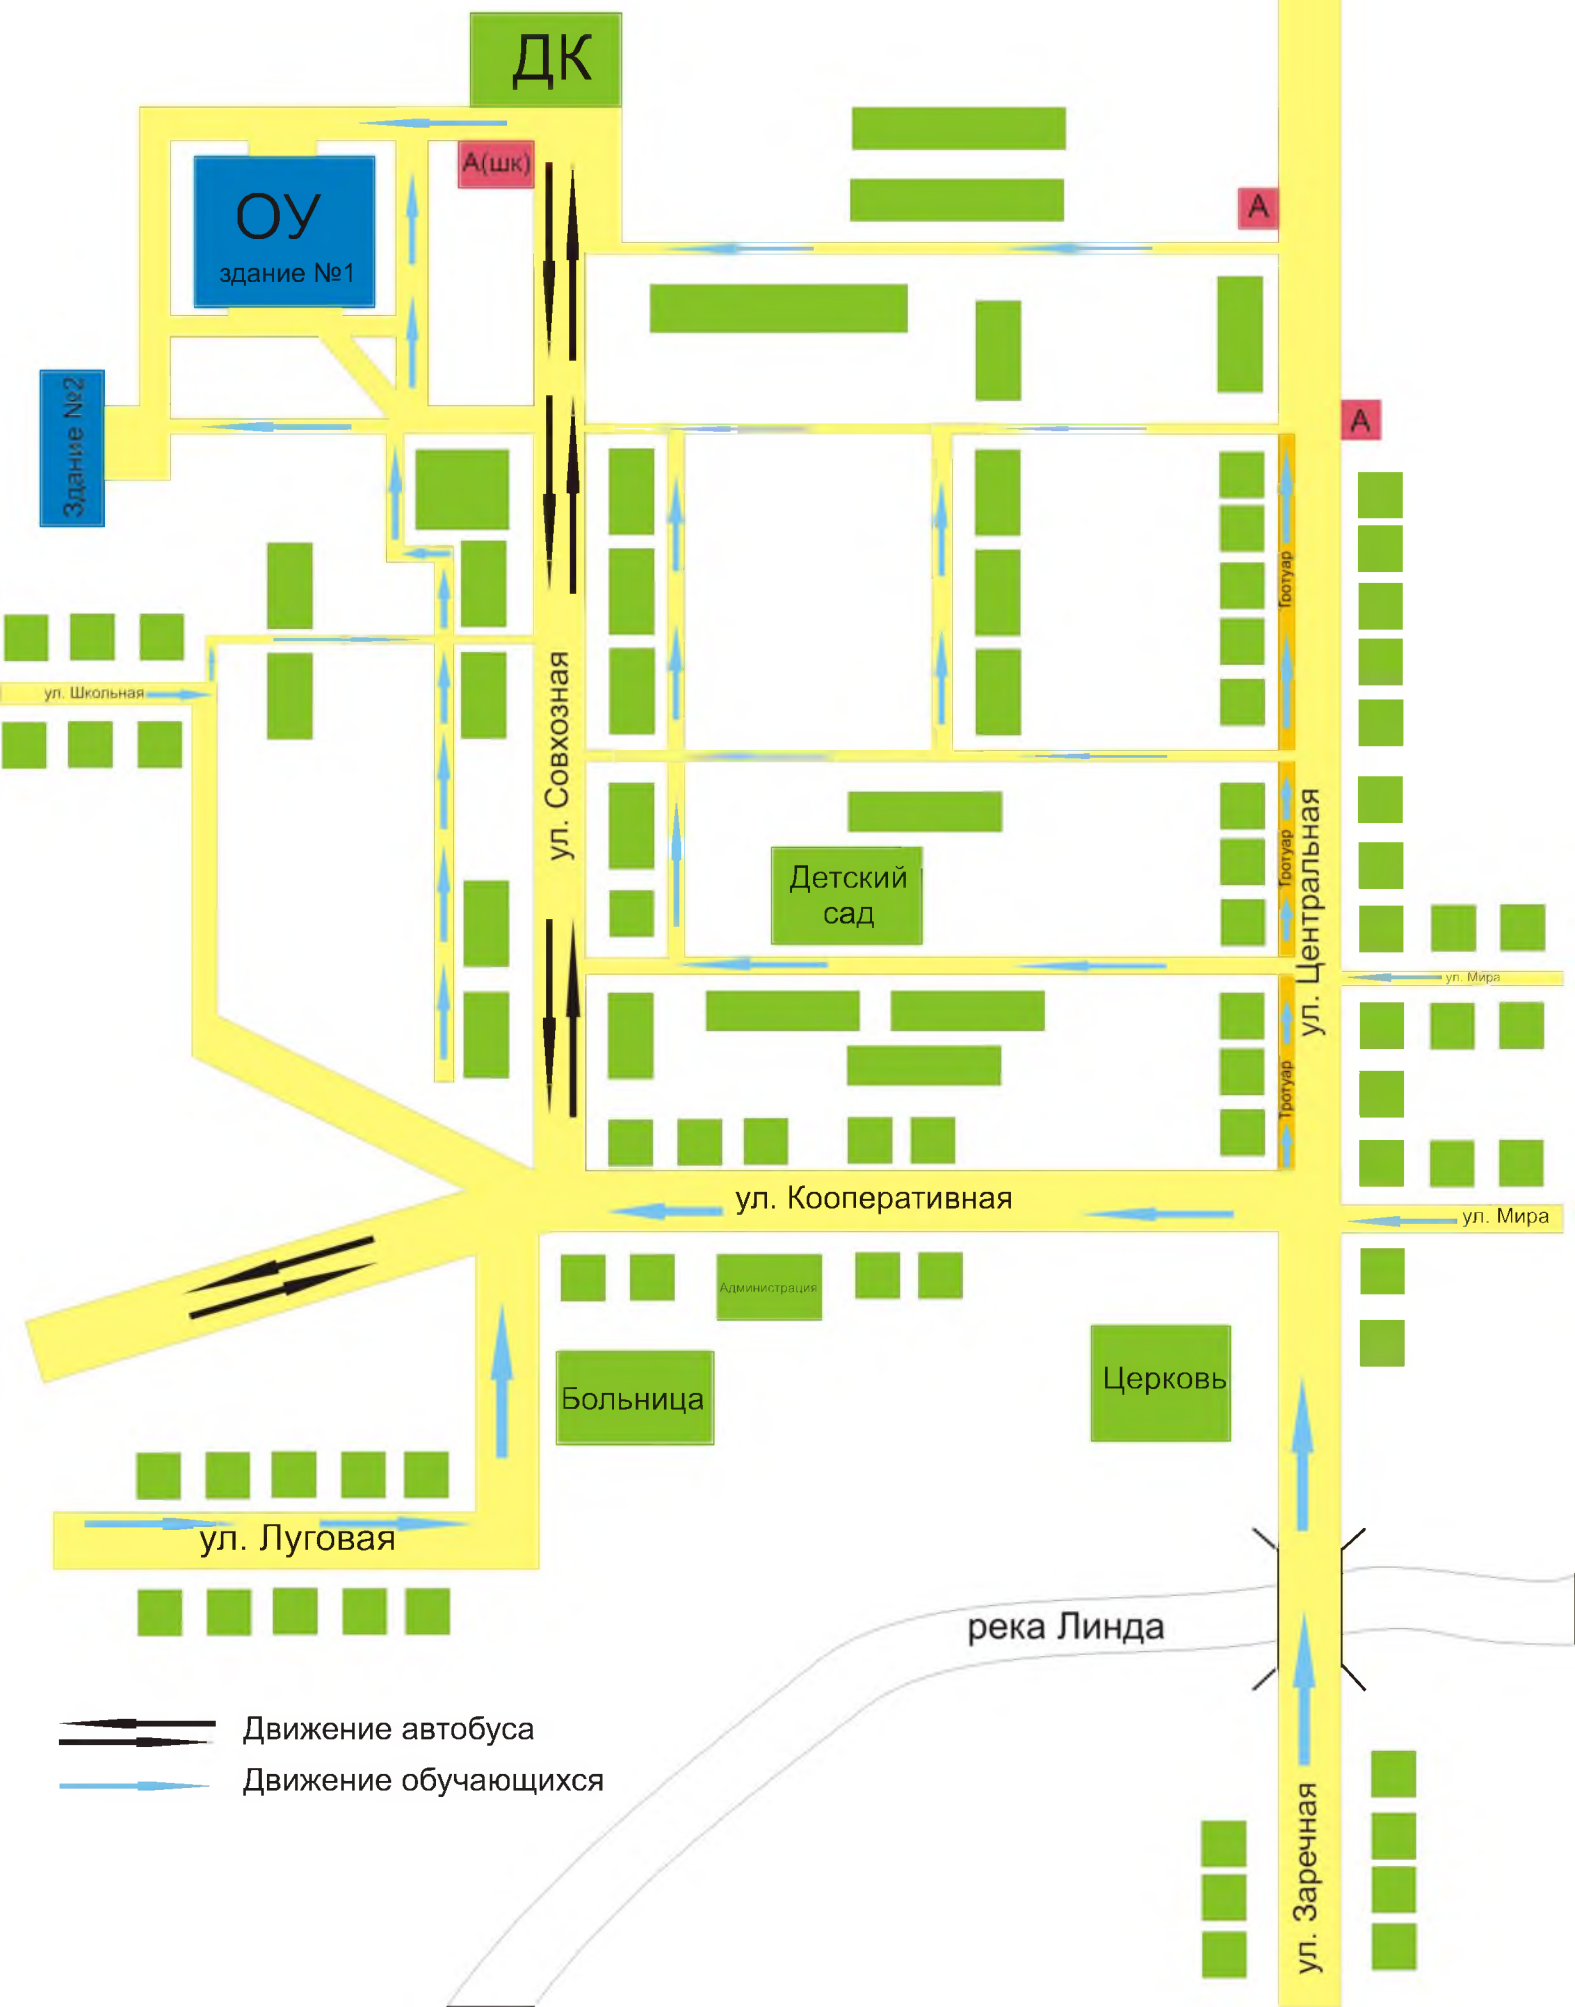 ДК
А(шк)
ОУ
здание №1
А
А
Здание №2
Тротуар
ул. Школьная
ул. Совхозная
ул. Центральная
Тротуар
Детский
сад
ул. Мира
Тротуар
ул. Кооперативная
ул. Мира
Администрация
Больница
Церковь
ул. Луговая
река Линда
Движение автобуса
Движение обучающихся
ул. Заречная